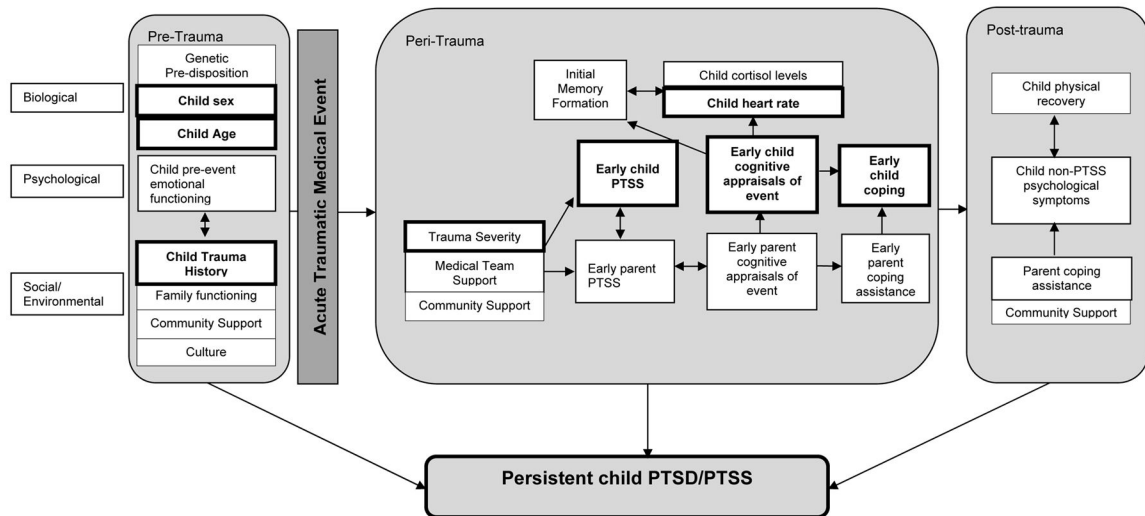 Biological
Psychological
Social/
Environmental
Pre-Trauma
Genetic
Pre-disposition
Child sex
Child Age
Child pre-event
emotional
functioning
Child Trauma
History
Family functioning
Community Support
Culture
Acute Traumatic Medical Event
Peri-Trauma
Initial
Memory
Formation
Child cortisol levels
Child heart rate
Early child
PTSS
Early child
cognitive
appraisals of
event
Early
child
coping
Trauma Severity
Medical Team
Support
Community Support
Early parent
PTSS
Early parent
cognitive
appraisals of
event
Early
parent
coping
assistance
Post-trauma
Child physical
recovery
Child non-PTSS
psychological
symptoms
Parent coping
assistance
Community Support
Persistent child PTSD/PTSS